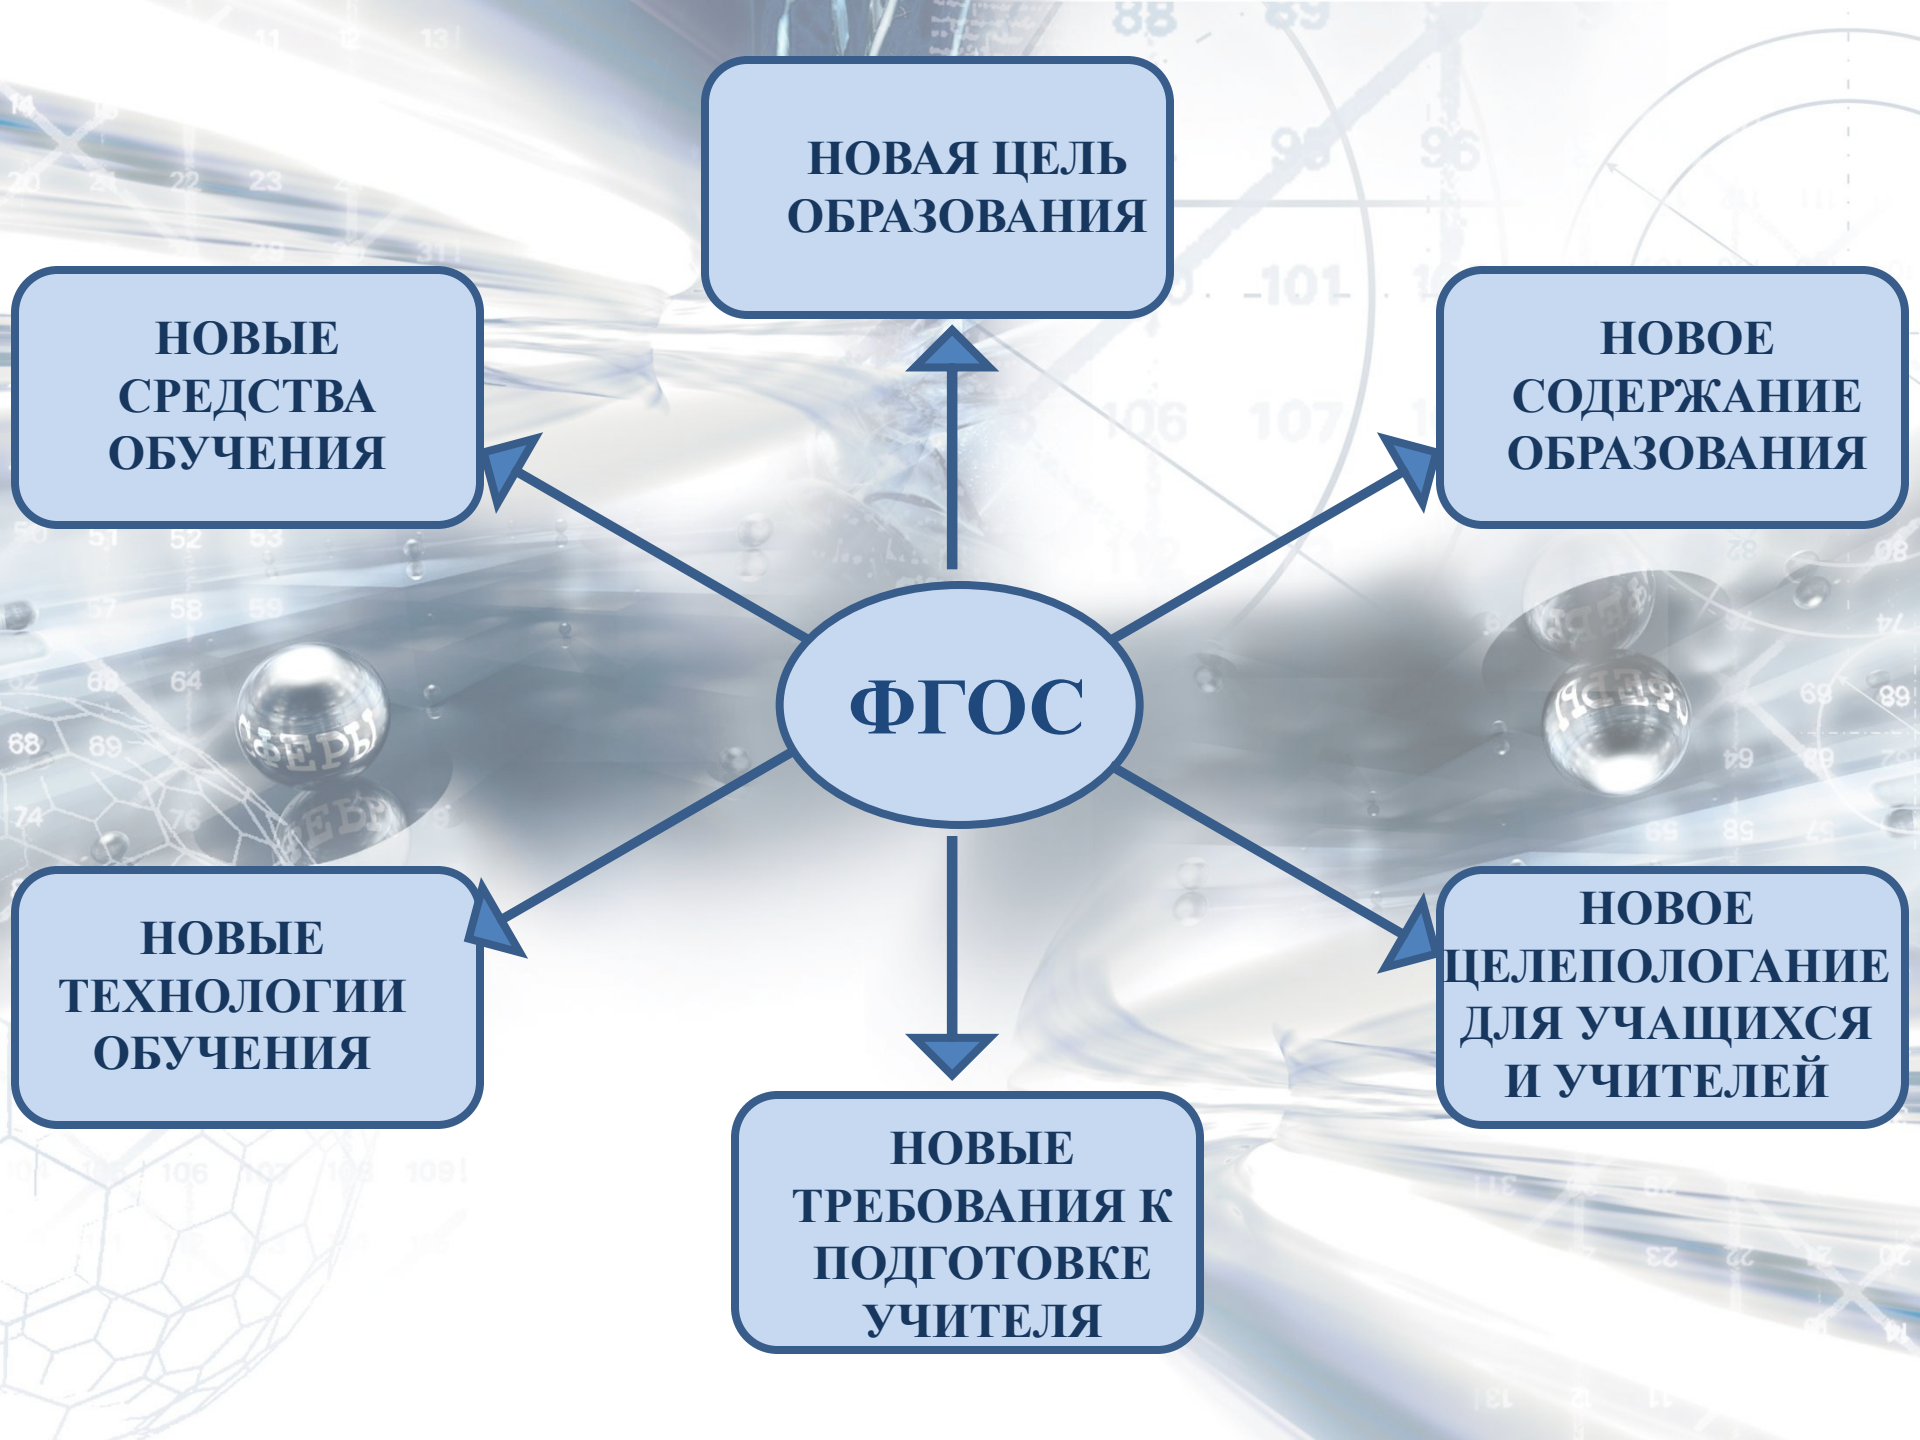 НОВАЯ ЦЕЛЬ
ОБРАЗОВАНИЯ
НОВЫЕ
СРЕДСТВА
ОБУЧЕНИЯ
НОВОЕ
СОДЕРЖАНИЕ
ОБРАЗОВАНИЯ
ФГОС
НОВЫЕ
ТЕХНОЛОГИИ
ОБУЧЕНИЯ
НОВОЕ
ЦЕЛЕПОЛОГАНИЕ
ДЛЯ УЧАЩИХСЯ
И УЧИТЕЛЕЙ
НОВЫЕ
ТРЕБОВАНИЯ К
ПОДГОТОВКЕ
УЧИТЕЛЯ